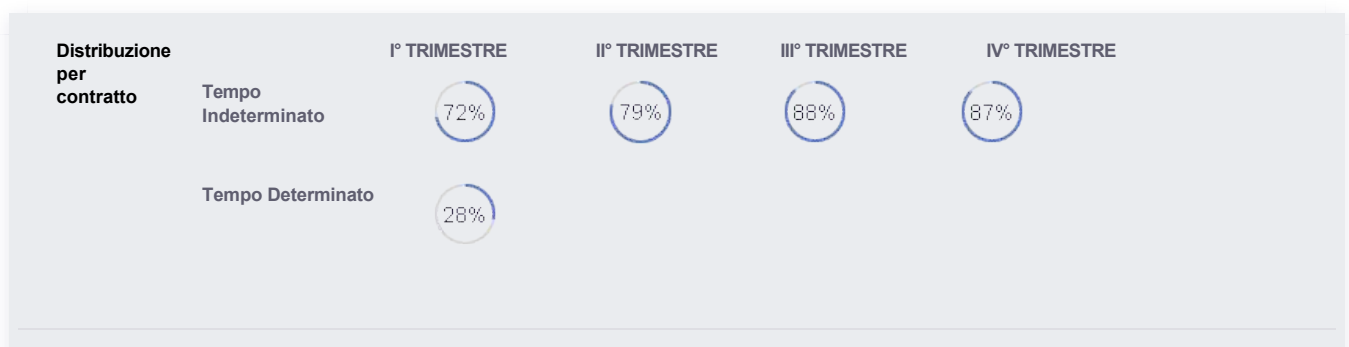 Distribuzione
per
contratto
I° TRIMESTRE
II° TRIMESTRE
III° TRIMESTRE
IV° TRIMESTRE
Tempo
Indeterminato
72%
79%
88%
87%
Tempo Determinato
28%